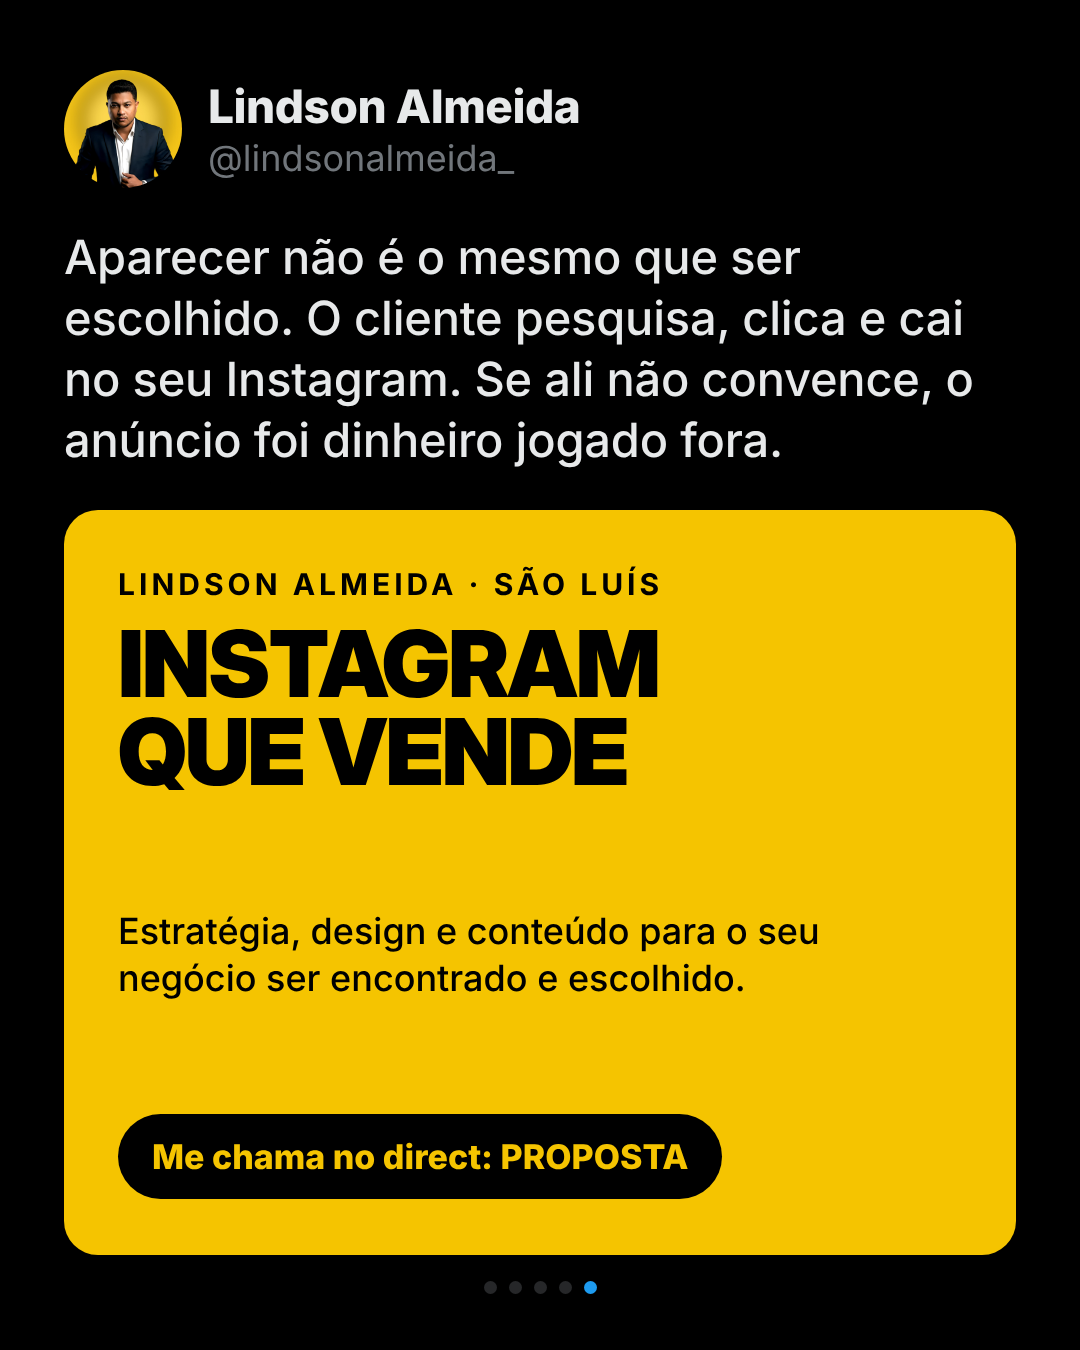 Lindson Almeida
@lindsonalmeida_
Aparecer não é o mesmo que ser
escolhido. O cliente pesquisa, clica e cai
no seu Instagram. Se ali não convence, o
anúncio foi dinheiro jogado fora.
LINDSON ALMEIDA · SÃO LUÍS
INSTAGRAM
QUE VENDE
Estratégia, design e conteúdo para o seu
negócio ser encontrado e escolhido.
Me chama no direct: PROPOSTA